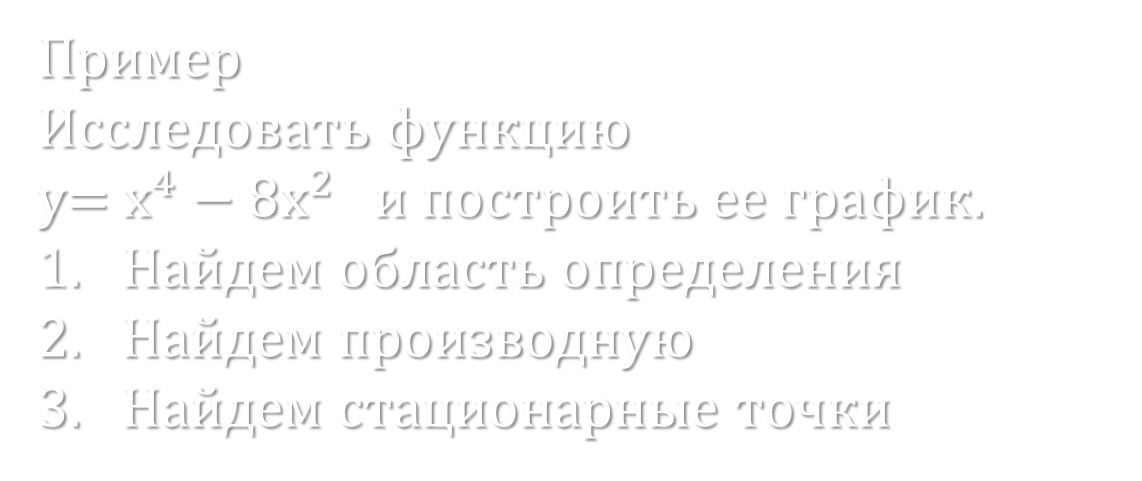 Пример
Исследовать функцию
y= x⁴ − 8x² и построить ее график.
1. Найдем область определения
2. Найдем производную
3. Найдем стационарные точки